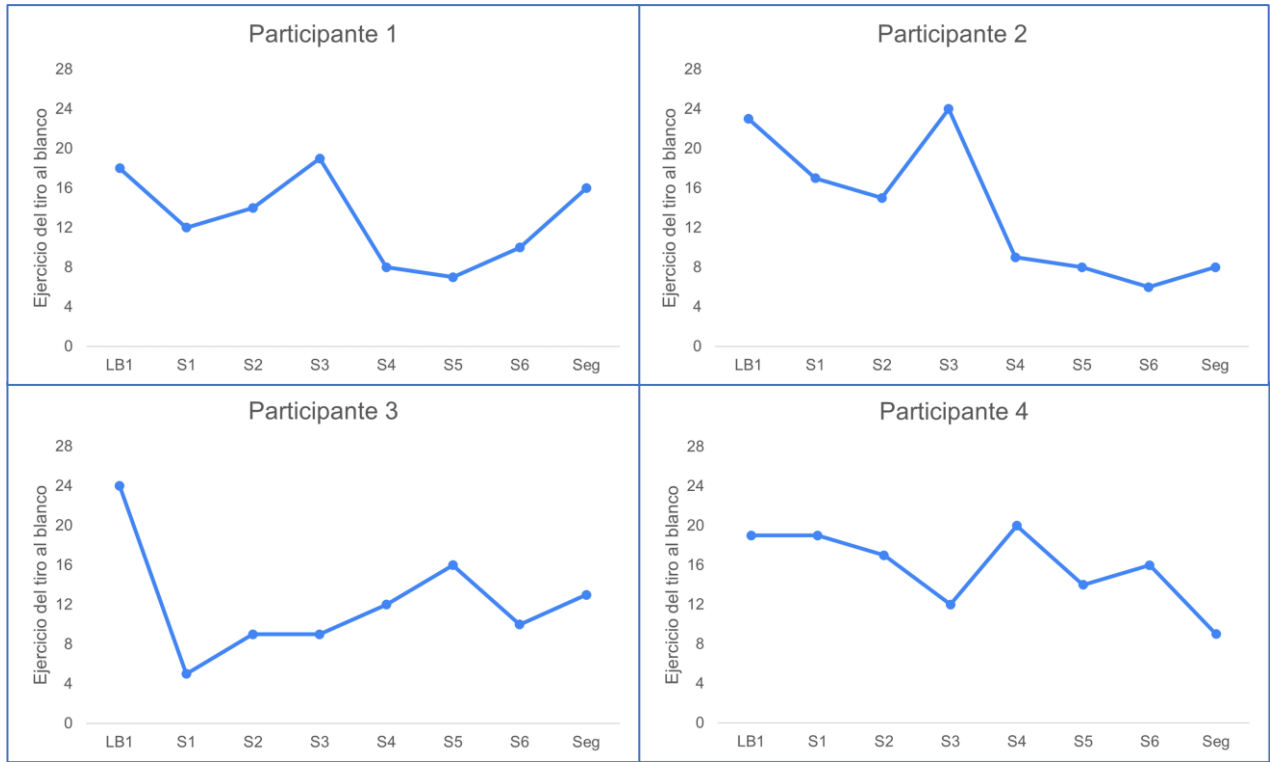 Participante 1
Ejercicio del tiro al blanco
28
24
20
16
12
8
4
0
LB1 S1 S2 S3 S4 S5 S6 Seg
Participante 2
Ejercicio del tiro al blanco
28
24
20
16
12
8
4
0
LB1 S1 S2 S3 S4 S5 S6 Seg
Participante 3
Ejercicio del tiro al blanco
28
24
20
16
12
8
4
0
LB1 S1 S2 S3 S4 S5 S6 Seg
Participante 4
Ejercicio del tiro al blanco
28
24
20
16
12
8
4
0
LB1 S1 S2 S3 S4 S5 S6 Seg